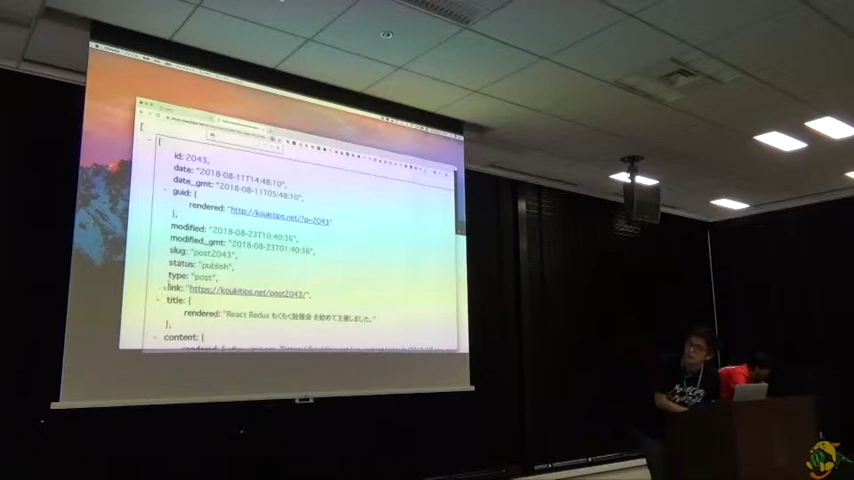 [
{
id: 2043,
date: "2018-08-11T14:48:10",
date_gmt: "2018-08-11T05:48:10",
guid: {
rendered: "http://koukitips.net/?p=2043"
},
modified: "2018-08-23T10:40:36",
modified_gmt: "2018-08-23T01:40:36",
slug: "post2043",
status: "publish",
type: "post",
link: "https://koukitips.net/post2043/",
title: {
rendered: "React Redux もくもく勉強会 を始めて主催しました。"
},
content: {